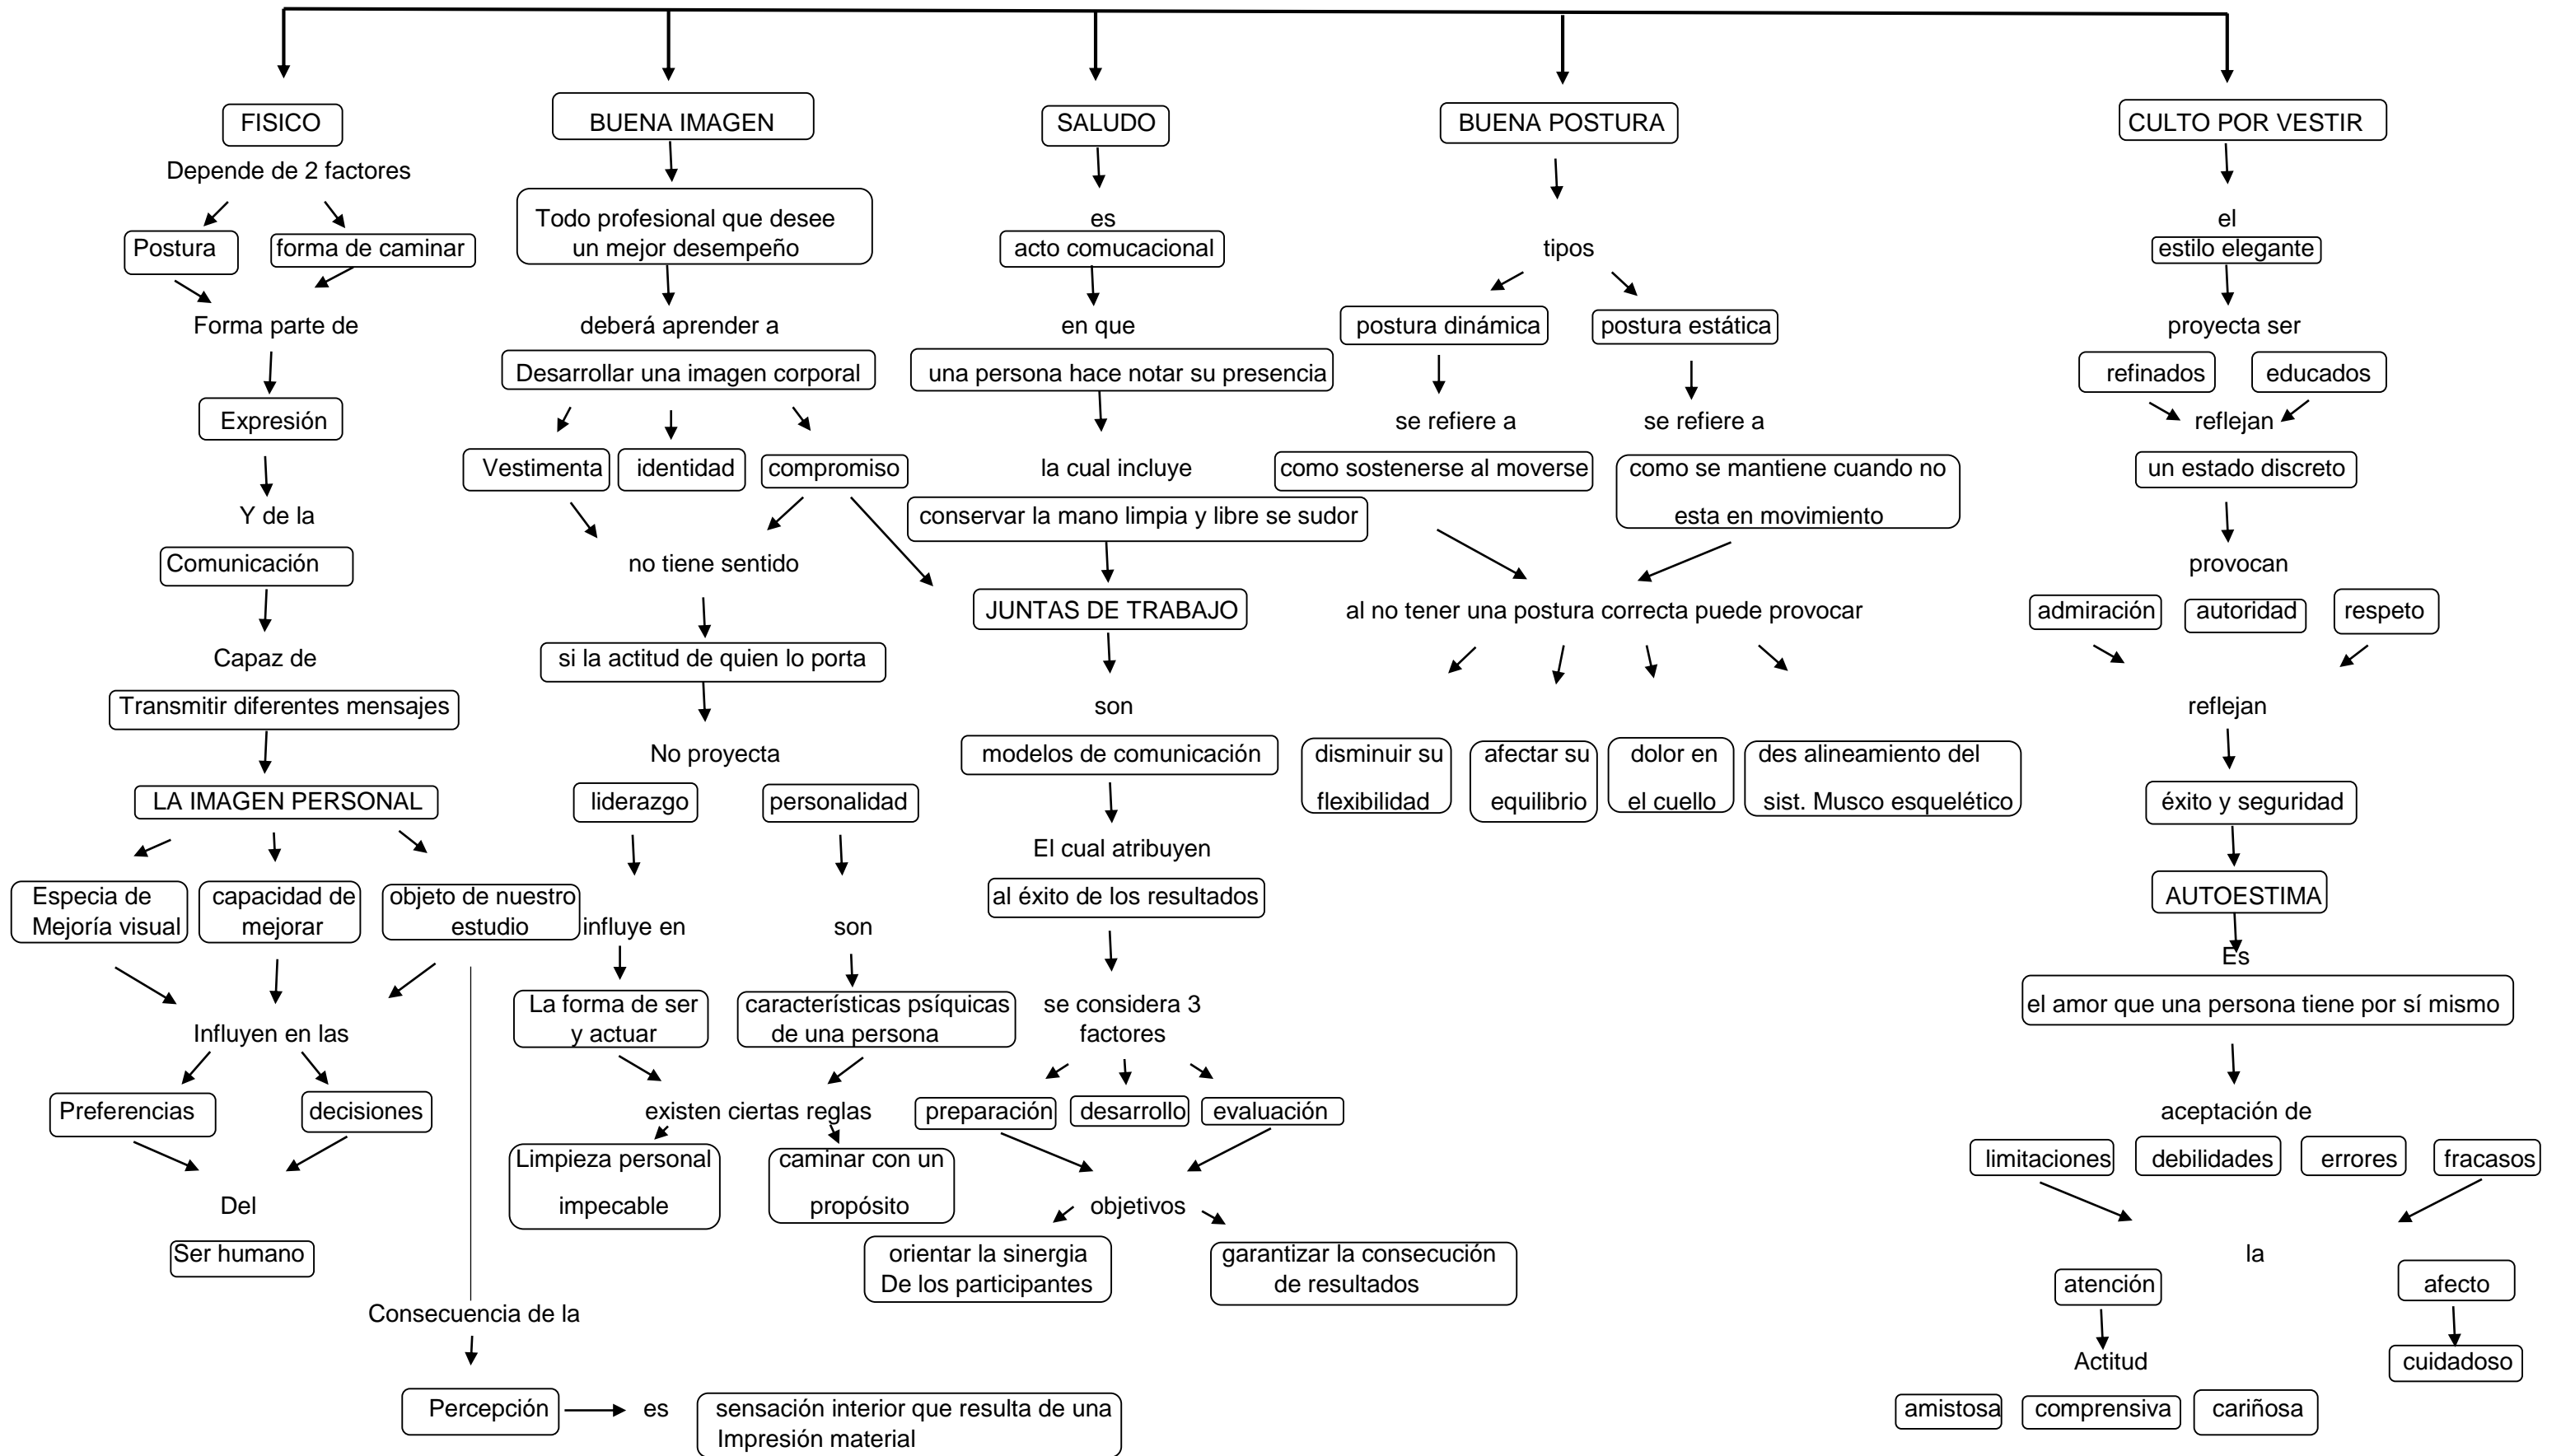 FISICO
Depende de 2 factores
Postura
forma de caminar
Forma parte de
Expresión
Y de la
Comunicación
Capaz de
Transmitir diferentes mensajes
LA IMAGEN PERSONAL
Especia de
Mejoría visual
capacidad de
mejorar
objeto de nuestro
estudio
Influyen en las
Preferencias
decisiones
Del
Ser humano
Consecuencia de la
Percepción
es
sensación interior que resulta de una
Impresión material
BUENA IMAGEN
Todo profesional que desee
un mejor desempeño
deberá aprender a
Desarrollar una imagen corporal
Vestimenta
identidad
compromiso
no tiene sentido
si la actitud de quien lo porta
No proyecta
liderazgo
personalidad
influye en
son
La forma de ser
y actuar
características psíquicas
de una persona
existen ciertas reglas
Limpieza personal
impecable
caminar con un
propósito
SALUDO
es
acto comucacional
en que
una persona hace notar su presencia
la cual incluye
conservar la mano limpia y libre se sudor
JUNTAS DE TRABAJO
son
modelos de comunicación
El cual atribuyen
al éxito de los resultados
se considera 3
factores
preparación
desarrollo
evaluación
objetivos
orientar la sinergia
De los participantes
garantizar la consecución
de resultados
BUENA POSTURA
tipos
postura dinámica
postura estática
se refiere a
se refiere a
como sostenerse al moverse
como se mantiene cuando no
esta en movimiento
al no tener una postura correcta puede provocar
disminuir su
flexibilidad
afectar su
equilibrio
dolor en
el cuello
des alineamiento del
sist. Musco esquelético
CULTO POR VESTIR
el
estilo elegante
proyecta ser
refinados
educados
reflejan
un estado discreto
provocan
admiración
autoridad
respeto
reflejan
éxito y seguridad
AUTOESTIMA
Es
el amor que una persona tiene por sí mismo
aceptación de
limitaciones
debilidades
errores
fracasos
la
atención
afecto
Actitud
cuidadoso
amistosa
comprensiva
cariñosa